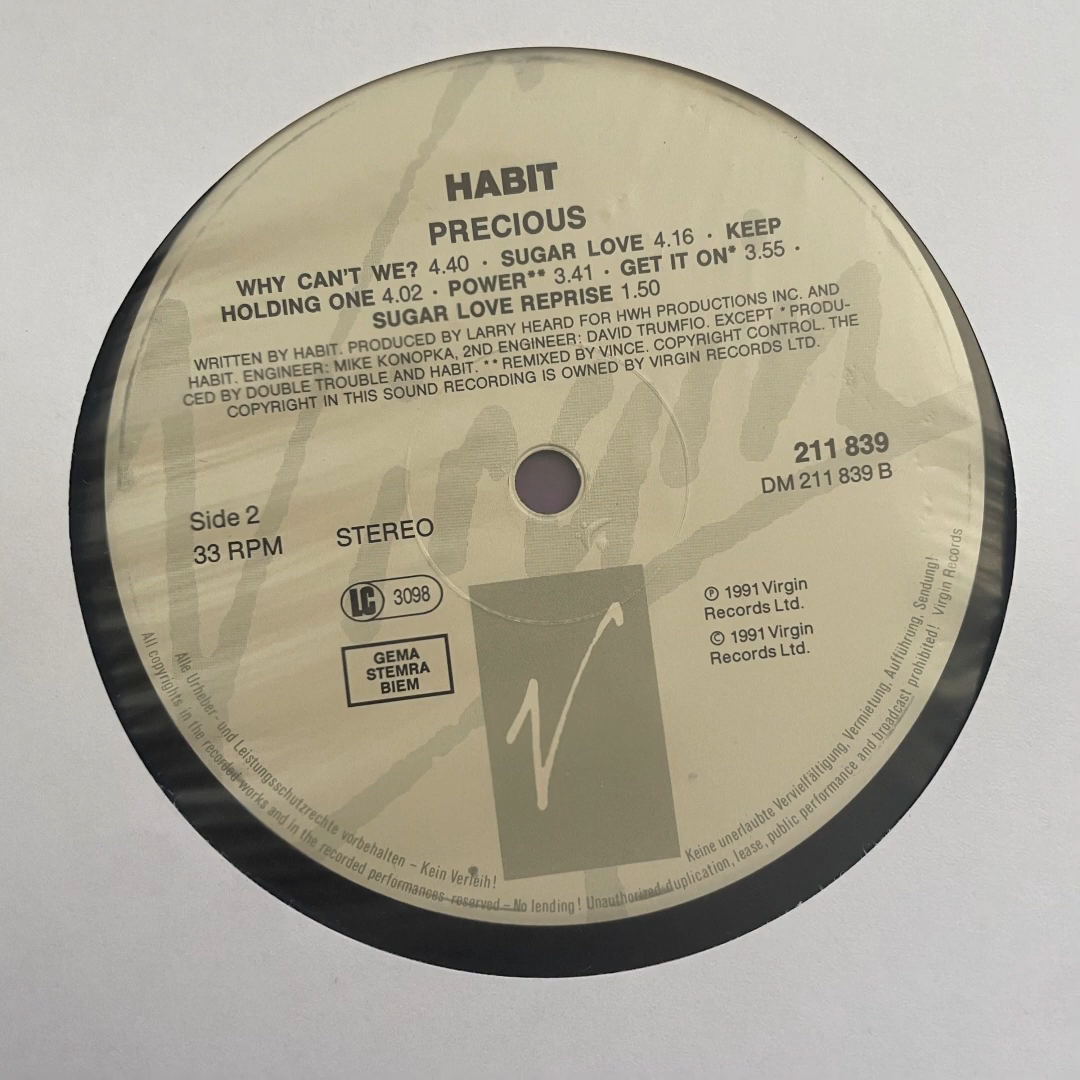 HABIT
PRECIOUS
WHY CAN'T WE? 4.40 · SUGAR LOVE 4.16 · KEEP
HOLDING ONE 4.02 · POWER** 3.41 · GET IT ON* 3.55 ·
SUGAR LOVE REPRISE 1.50
WRITTEN BY HABIT. PRODUCED BY LARRY HEARD FOR HWH PRODUCTIONS INC. AND
HABIT. ENGINEER: MIKE KONOPKA, 2ND ENGINEER: DAVID TRUMFIO. EXCEPT *PRODU-
CED BY DOUBLE TROUBLE AND HABIT. **REMIXED BY VINCE. COPYRIGHT CONTROL. THE
COPYRIGHT IN THIS SOUND RECORDING IS OWNED BY VIRGIN RECORDS LTD.
Virgin
211 839
DM 211 839 B
Side 2
33 RPM
STEREO
LC 3098
GEMA
STEMRA
BIEM
V
℗ 1991 Virgin
Records Ltd.
© 1991 Virgin
Records Ltd.
Alle Urheber- und Leistungsschutzrechte vorbehalten – Kein Verleih! Keine unerlaubte Vervielfältigung, Vermietung, Aufführung, Sendung!
All copyrights in the recorded works and in the recorded performances reserved – No lending! Unauthorized duplication, lease, public performance and broadcast prohibited! Virgin Records